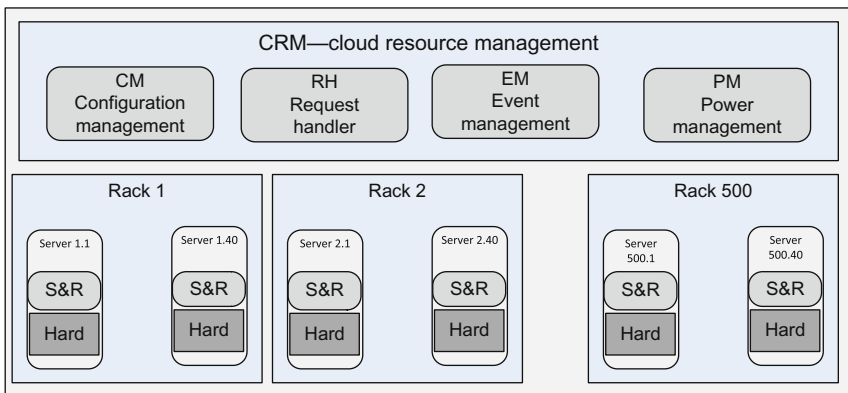 CRM—cloud resource management
CM
Configuration
management
RH
Request
handler
EM
Event
management
PM
Power
management
Rack 1
Server 1.1
S&R
Hard
Server 1.40
S&R
Hard
Rack 2
Server 2.1
S&R
Hard
Server 2.40
S&R
Hard
Rack 500
Server
500.1
S&R
Hard
Server
500.40
S&R
Hard